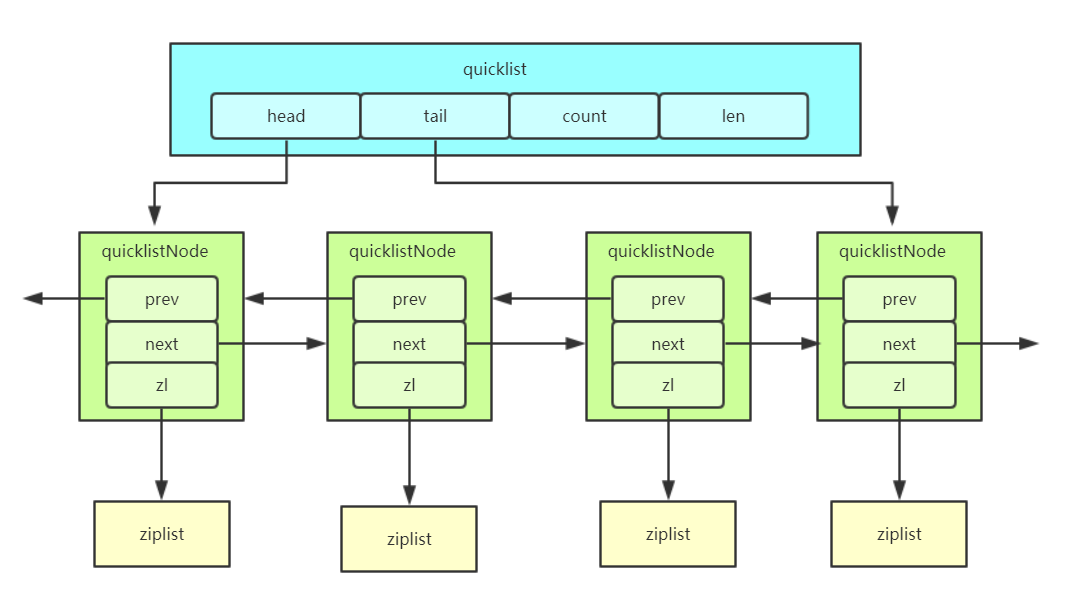 quicklist
head tail count len
quicklistNode quicklistNode quicklistNode quicklistNode
prev prev prev prev
next next next next
zl zl zl zl
ziplist ziplist ziplist ziplist